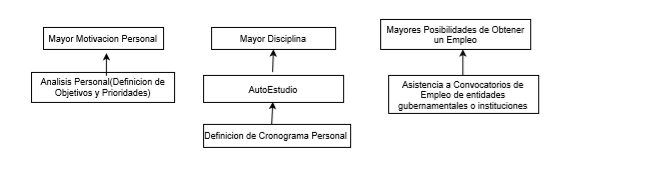 Mayor Motivacion Personal
Analisis Personal(Definicion de
Objetivos y Prioridades)
Mayor Disciplina
AutoEstudio
Definicion de Cronograma Personal
Mayores Posibilidades de Obtener
un Empleo
Asistencia a Convocatorios de
Empleo de entidades
gubernamentales o instituciones